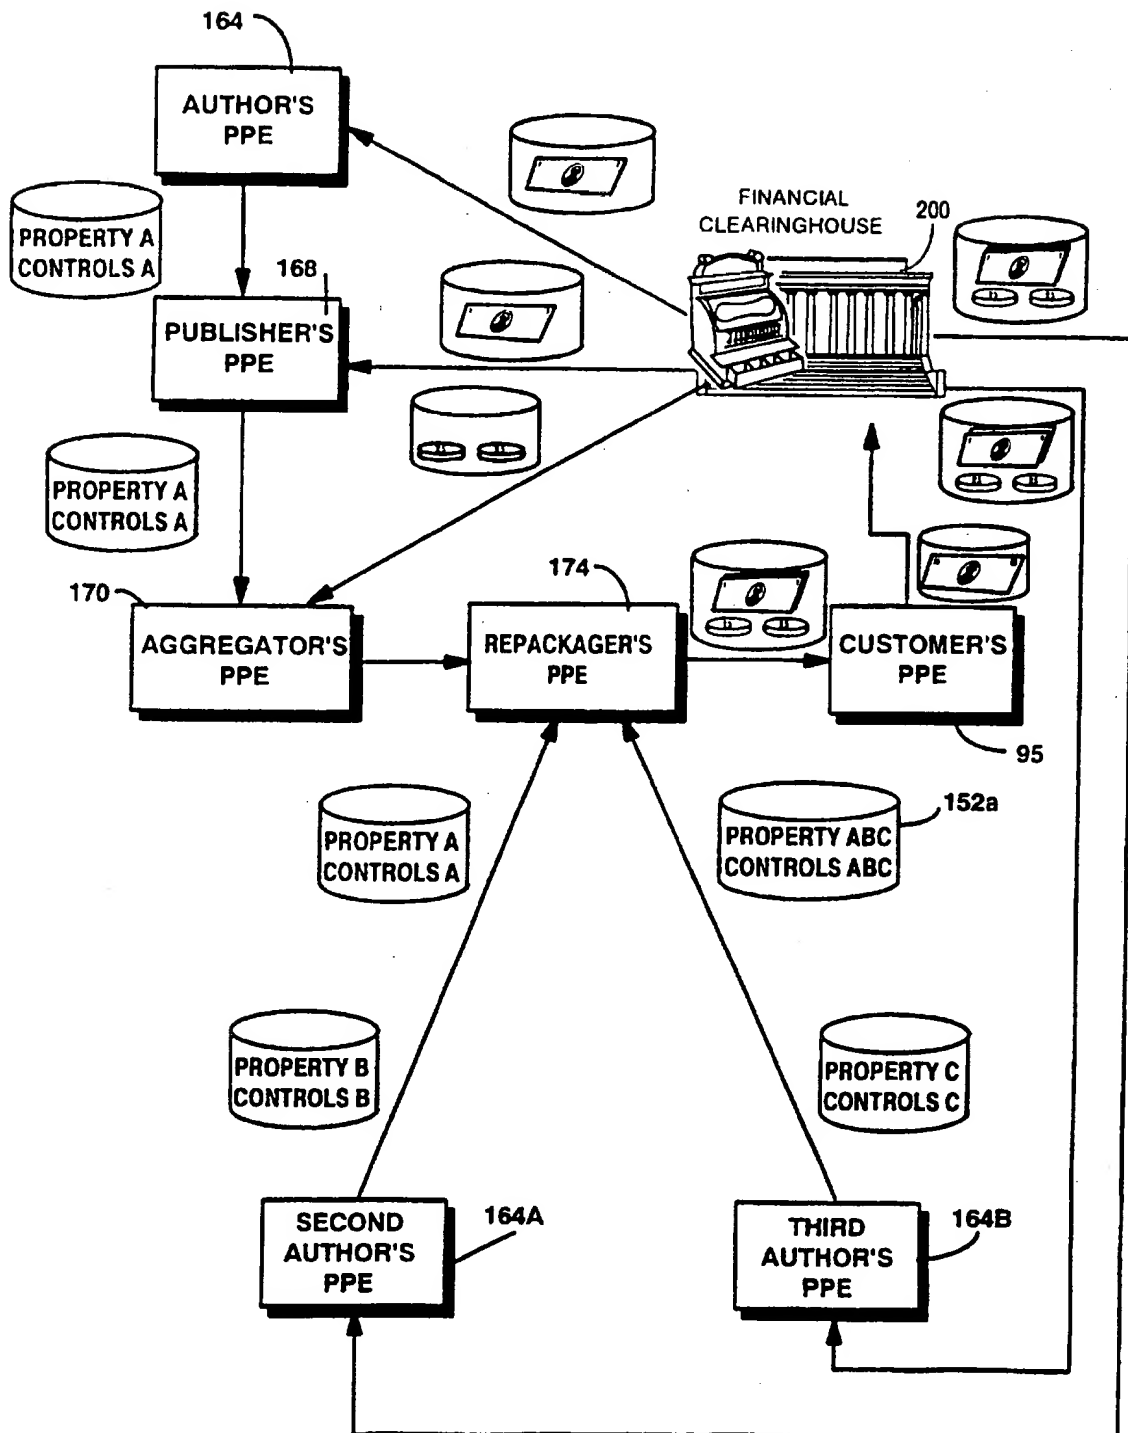 164
AUTHOR'S
PPE
PROPERTY A
CONTROLS A
FINANCIAL
CLEARINGHOUSE
200
168
PUBLISHER'S
PPE
PROPERTY A
CONTROLS A
170
AGGREGATOR'S
PPE
174
REPACKAGER'S
PPE
CUSTOMER'S
PPE
95
PROPERTY A
CONTROLS A
PROPERTY ABC
CONTROLS ABC
152a
PROPERTY B
CONTROLS B
PROPERTY C
CONTROLS C
SECOND
AUTHOR'S
PPE
164A
THIRD
AUTHOR'S
PPE
164B